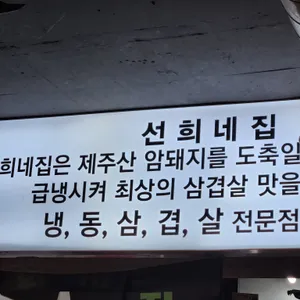 선희네집
희네집은 제주산 암돼지를 도축일
급냉시켜 최상의 삼겹살 맛을
냉, 동, 삼, 겹, 살 전문점